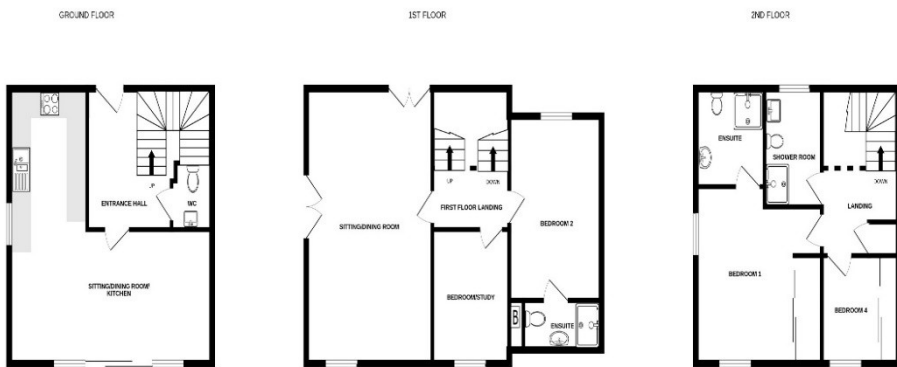 GROUND FLOOR
1ST FLOOR
2ND FLOOR
UP
WC
ENTRANCE HALL
SITTING/DINING ROOM/
KITCHEN
UP
DOWN
FIRST FLOOR LANDING
SITTING/DINING ROOM
BEDROOM 2
BEDROOM/STUDY
B
ENSUITE
ENSUITE
SHOWER ROOM
DOWN
LANDING
BEDROOM 1
BEDROOM 4